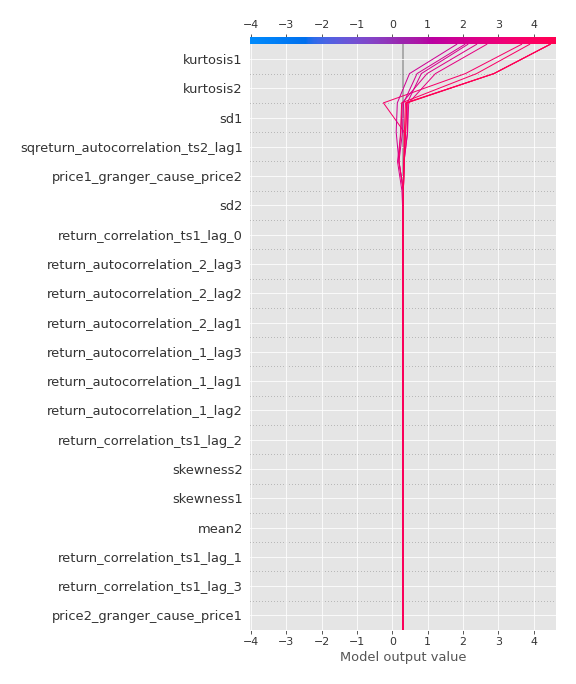 −4 −3 −2 −1 0 1 2 3 4
kurtosis1
kurtosis2
sd1
sqreturn_autocorrelation_ts2_lag1
price1_granger_cause_price2
sd2
return_correlation_ts1_lag_0
return_autocorrelation_2_lag3
return_autocorrelation_2_lag2
return_autocorrelation_2_lag1
return_autocorrelation_1_lag3
return_autocorrelation_1_lag1
return_autocorrelation_1_lag2
return_correlation_ts1_lag_2
skewness2
skewness1
mean2
return_correlation_ts1_lag_1
return_correlation_ts1_lag_3
price2_granger_cause_price1
−4 −3 −2 −1 0 1 2 3 4
Model output value